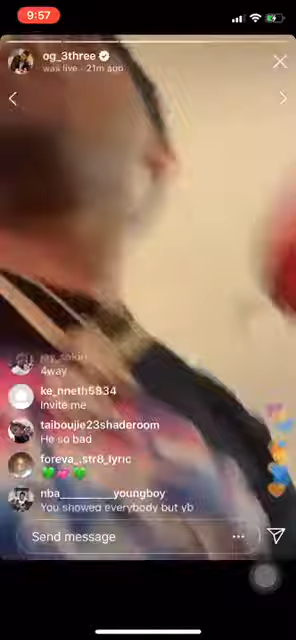 9:57
og_3three
was live · 21m ago
jay_sokin
4way
ke_nneth5834
Invite me
taiboujie23shaderoom
He so bad
foreva_.str8_lyric
💚💞💚
nba_________youngboy
You showed everybody but yb
Send message